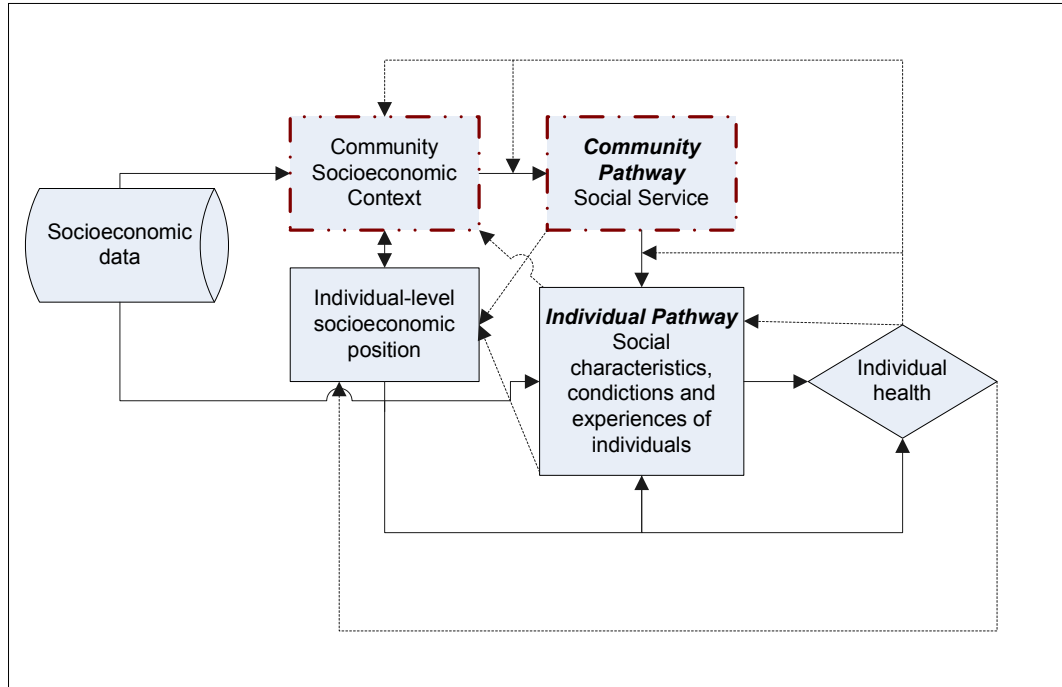 Community
Socioeconomic
Context
Community
Pathway
Social Service
Socioeconomic
data
Individual-level
socioeconomic
position
Individual Pathway
Social
characteristics,
condictions and
experiences of
individuals
Individual
health